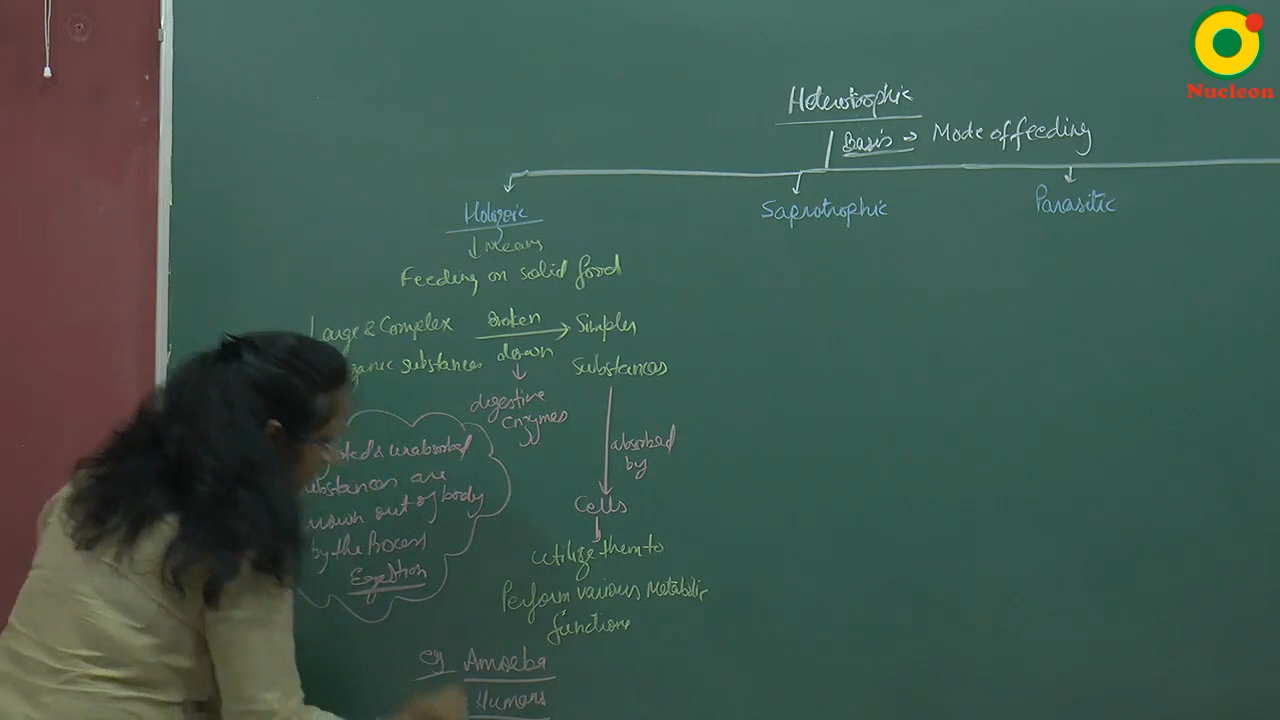 Nucleon
Heterotrophic
Basis → Mode of feeding
Holozoic
Saprotrophic
Parasitic
means
Feeding on solid food
Large & Complex
Broken
Simpler
substances
down
substances
digestive
enzymes
absorbed
by
& unabsorbed
are
out of body
by the Process
Egestion
Cells
utilize them to
Perform various Metabolic
functions
eg Amoeba
Humans